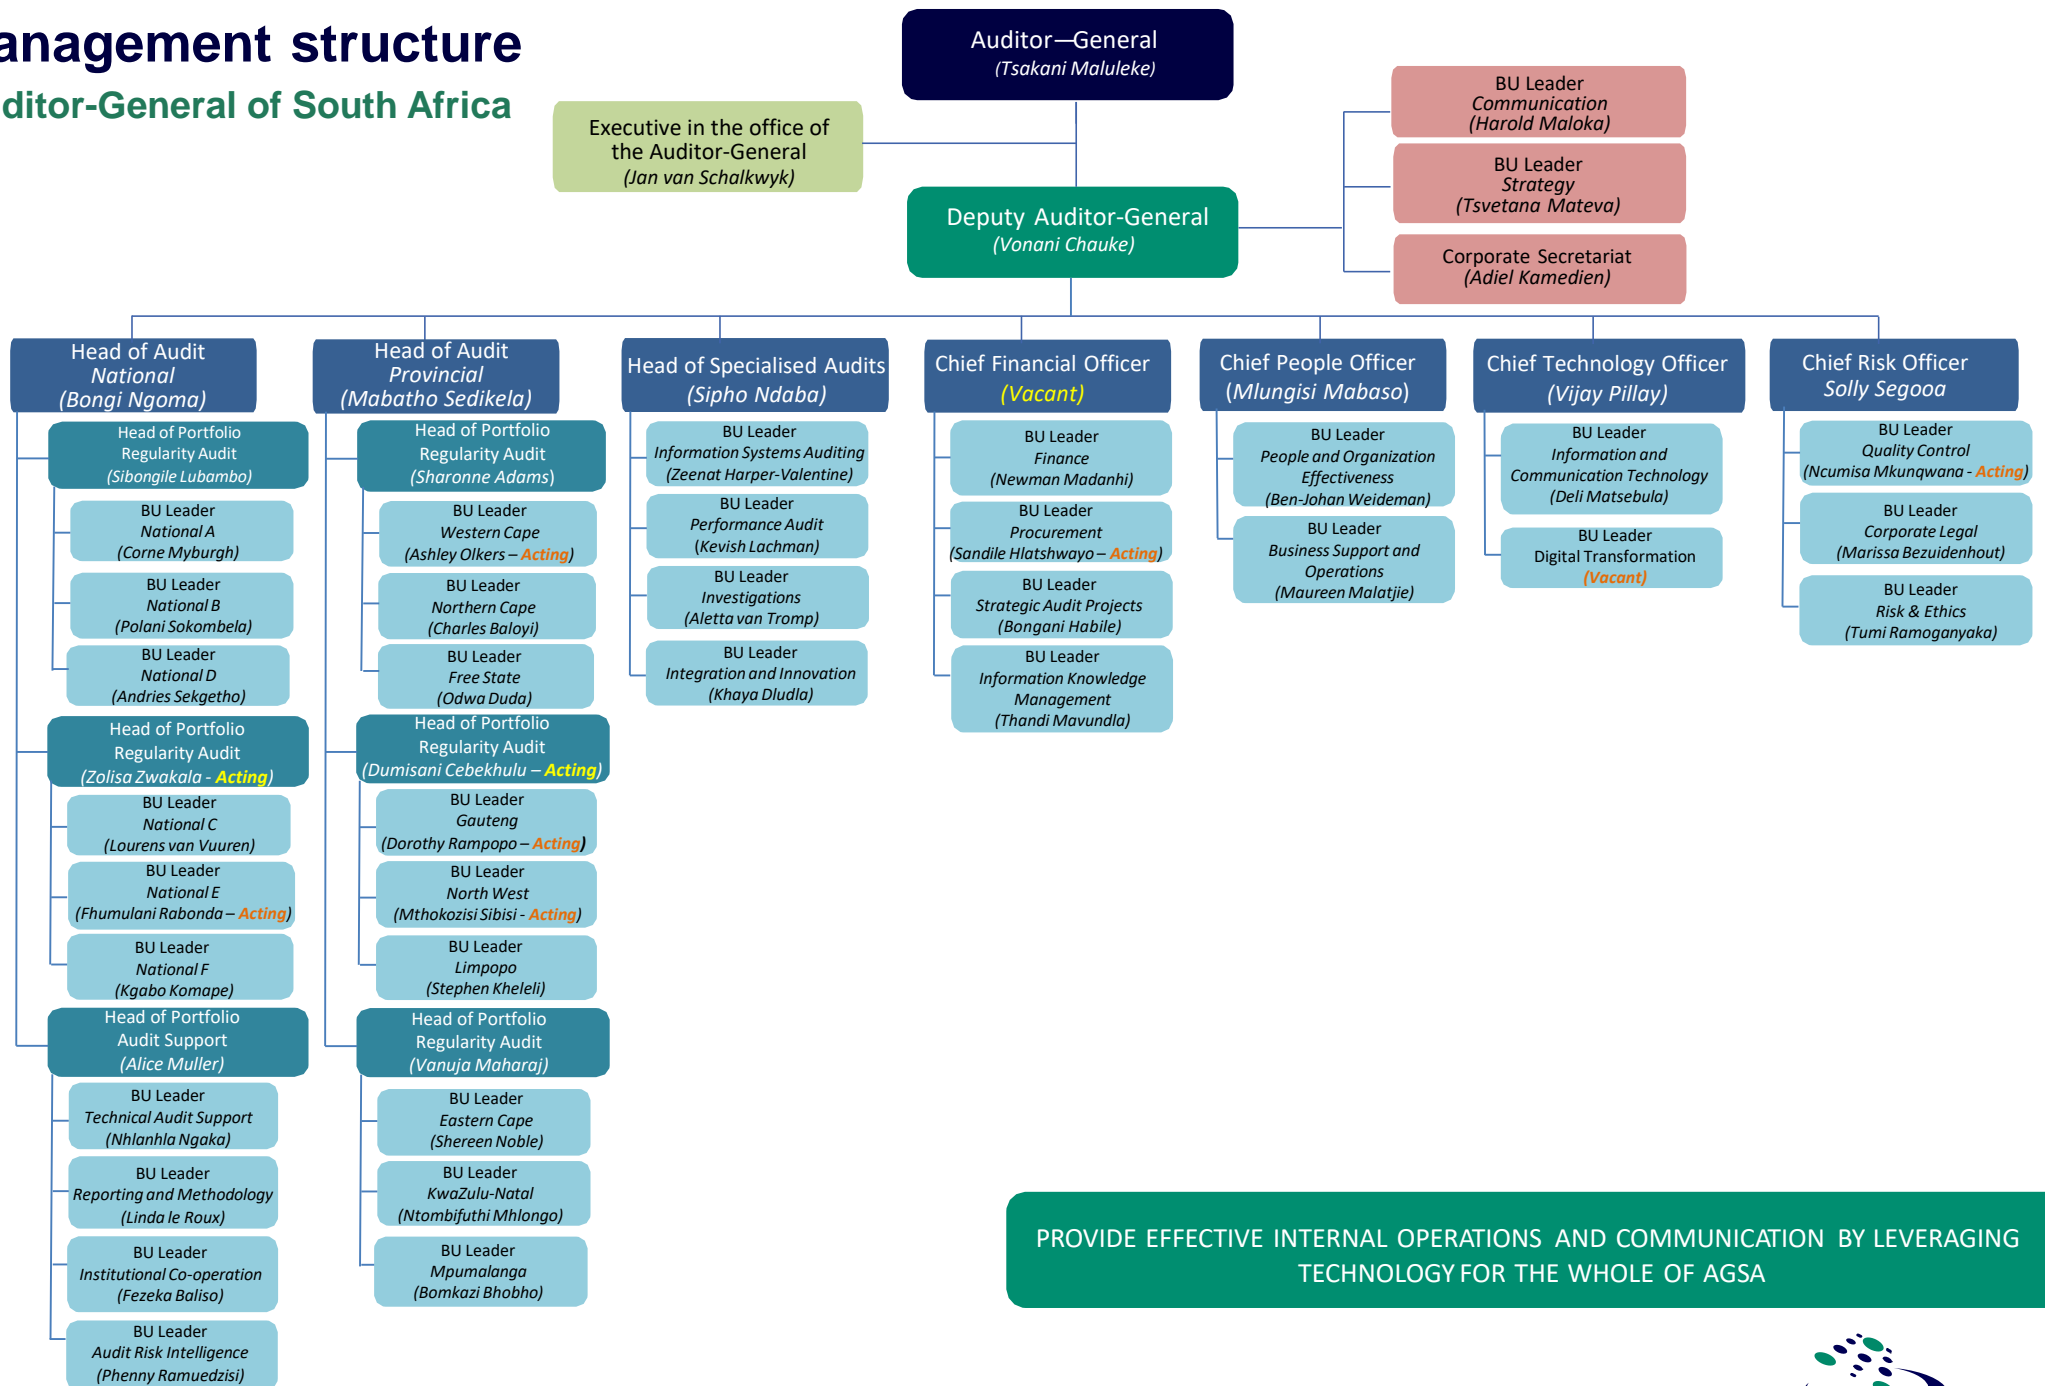 anagement structure
ditor-General of South Africa
Auditor—General
(Tsakani Maluleke)
Executive in the office of
the Auditor-General
(Jan van Schalkwyk)
Deputy Auditor-General
(Vonani Chauke)
BU Leader
Communication
(Harold Maloka)
BU Leader
Strategy
(Tsvetana Mateva)
Corporate Secretariat
(Adiel Kamedien)
Head of Audit
National
(Bongi Ngoma)
Head of Portfolio
Regularity Audit
(Sibongile Lubambo)
BU Leader
National A
(Corne Myburgh)
BU Leader
National B
(Polani Sokombela)
BU Leader
National D
(Andries Sekgetho)
Head of Portfolio
Regularity Audit
(Zolisa Zwakala - Acting)
BU Leader
National C
(Lourens van Vuuren)
BU Leader
National E
(Fhumulani Rabonda – Acting)
BU Leader
National F
(Kgabo Komape)
Head of Portfolio
Audit Support
(Alice Muller)
BU Leader
Technical Audit Support
(Nhlanhla Ngaka)
BU Leader
Reporting and Methodology
(Linda le Roux)
BU Leader
Institutional Co-operation
(Fezeka Baliso)
BU Leader
Audit Risk Intelligence
(Phenny Ramuedzisi)
Head of Audit
Provincial
(Mabatho Sedikela)
Head of Portfolio
Regularity Audit
(Sharonne Adams)
BU Leader
Western Cape
(Ashley Olkers – Acting)
BU Leader
Northern Cape
(Charles Baloyi)
BU Leader
Free State
(Odwa Duda)
Head of Portfolio
Regularity Audit
(Dumisani Cebekhulu – Acting)
BU Leader
Gauteng
(Dorothy Rampopo – Acting)
BU Leader
North West
(Mthokozisi Sibisi - Acting)
BU Leader
Limpopo
(Stephen Kheleli)
Head of Portfolio
Regularity Audit
(Vanuja Maharaj)
BU Leader
Eastern Cape
(Shereen Noble)
BU Leader
KwaZulu-Natal
(Ntombifuthi Mhlongo)
BU Leader
Mpumalanga
(Bomkazi Bhobho)
Head of Specialised Audits
(Sipho Ndaba)
BU Leader
Information Systems Auditing
(Zeenat Harper-Valentine)
BU Leader
Performance Audit
(Kevish Lachman)
BU Leader
Investigations
(Aletta van Tromp)
BU Leader
Integration and Innovation
(Khaya Dludla)
Chief Financial Officer
(Vacant)
BU Leader
Finance
(Newman Madanhi)
BU Leader
Procurement
(Sandile Hlatshwayo – Acting)
BU Leader
Strategic Audit Projects
(Bongani Habile)
BU Leader
Information Knowledge
Management
(Thandi Mavundla)
Chief People Officer
(Mlungisi Mabaso)
BU Leader
People and Organization
Effectiveness
(Ben-Johan Weideman)
BU Leader
Business Support and
Operations
(Maureen Malatjie)
Chief Technology Officer
(Vijay Pillay)
BU Leader
Information and
Communication Technology
(Deli Matsebula)
BU Leader
Digital Transformation
(Vacant)
Chief Risk Officer
Solly Segooa
BU Leader
Quality Control
(Ncumisa Mkunqwana - Acting)
BU Leader
Corporate Legal
(Marissa Bezuidenhout)
BU Leader
Risk & Ethics
(Tumi Ramoganyaka)
PROVIDE EFFECTIVE INTERNAL OPERATIONS AND COMMUNICATION BY LEVERAGING
TECHNOLOGY FOR THE WHOLE OF AGSA